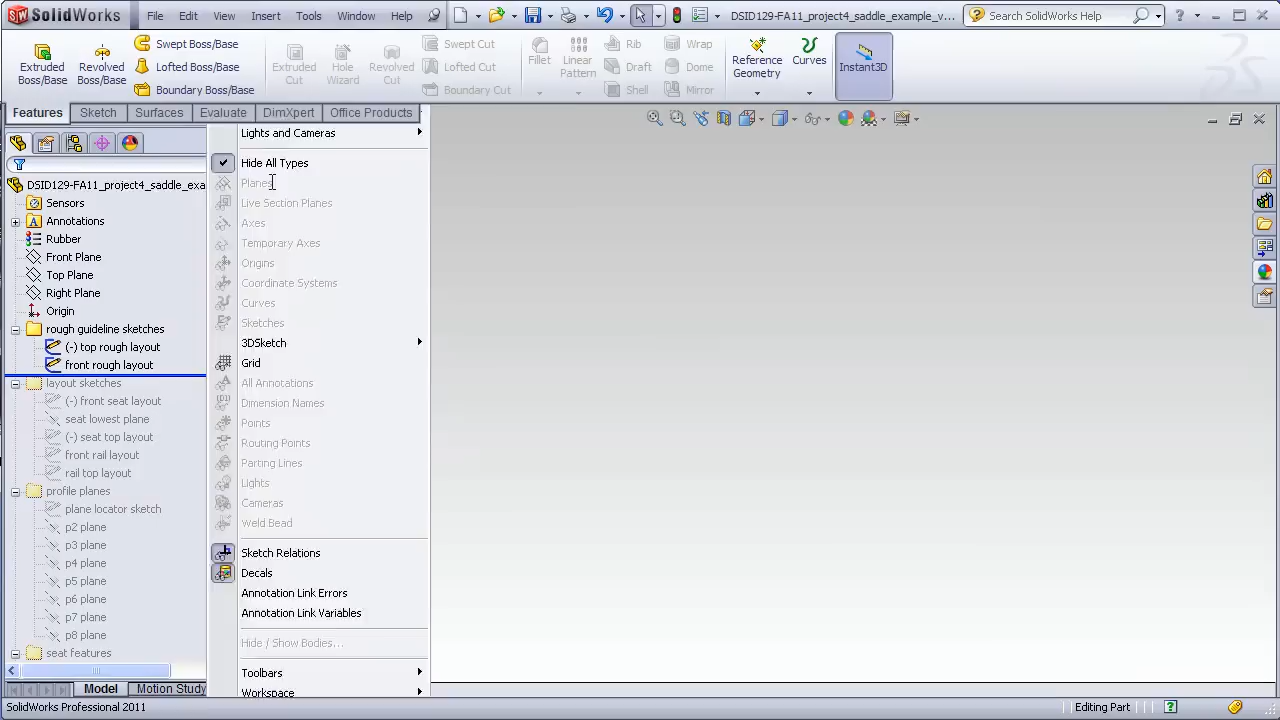 SolidWorks
File Edit View Insert Tools Window Help
DSID129-FA11_project4_saddle_example_v...
Search SolidWorks Help
Extruded Boss/Base
Revolved Boss/Base
Swept Boss/Base
Lofted Boss/Base
Boundary Boss/Base
Extruded Cut
Hole Wizard
Revolved Cut
Swept Cut
Lofted Cut
Boundary Cut
Fillet
Linear Pattern
Rib
Draft
Shell
Wrap
Dome
Mirror
Reference Geometry
Curves
Instant3D
Features Sketch Surfaces Evaluate DimXpert Office Products
DSID129-FA11_project4_saddle_exa
Sensors
Annotations
Rubber
Front Plane
Top Plane
Right Plane
Origin
rough guideline sketches
(-) top rough layout
front rough layout
layout sketches
(-) front seat layout
seat lowest plane
(-) seat top layout
front rail layout
rail top layout
profile planes
plane locator sketch
p2 plane
p3 plane
p4 plane
p5 plane
p6 plane
p7 plane
p8 plane
seat features
Lights and Cameras
Hide All Types
Planes
Live Section Planes
Axes
Temporary Axes
Origins
Coordinate Systems
Curves
Sketches
3DSketch
Grid
All Annotations
Dimension Names
Points
Routing Points
Parting Lines
Lights
Cameras
Weld Bead
Sketch Relations
Decals
Annotation Link Errors
Annotation Link Variables
Hide / Show Bodies...
Toolbars
Workspace
Model Motion Study
SolidWorks Professional 2011
Editing Part